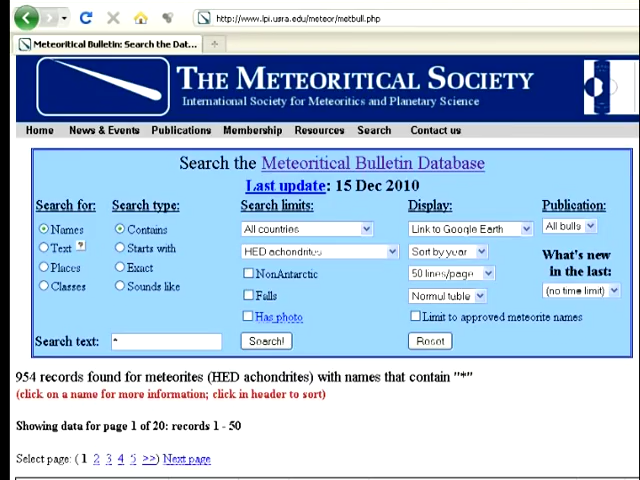 http://www.lpi.usra.edu/meteor/metbull.php
Meteoritical Bulletin: Search the Dat...
THE METEORITICAL SOCIETY
International Society for Meteoritics and Planetary Science
Home News & Events Publications Membership Resources Search Contact us
Search the Meteoritical Bulletin Database
Last update: 15 Dec 2010
Search for: Search type: Search limits: Display: Publication:
Names Contains All countries Link to Google Earth All bulls
Text ? Starts with HED achondrites Sort by year What's new
Places Exact NonAntarctic 50 lines/page in the last:
Classes Sounds like Falls Normal table (no time limit)
Has photo Limit to approved meteorite names
Search text: * Search! Reset
954 records found for meteorites (HED achondrites) with names that contain "*"
(click on a name for more information; click in header to sort)
Showing data for page 1 of 20: records 1 - 50
Select page: ( 1 2 3 4 5 >>) Next page